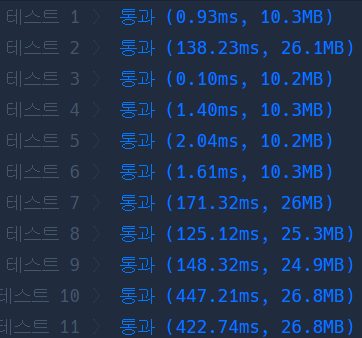 테스트 1 〉 통과 (0.93ms, 10.3MB)
테스트 2 〉 통과 (138.23ms, 26.1MB)
테스트 3 〉 통과 (0.10ms, 10.2MB)
테스트 4 〉 통과 (1.40ms, 10.3MB)
테스트 5 〉 통과 (2.04ms, 10.2MB)
테스트 6 〉 통과 (1.61ms, 10.3MB)
테스트 7 〉 통과 (171.32ms, 26MB)
테스트 8 〉 통과 (125.12ms, 25.3MB)
테스트 9 〉 통과 (148.32ms, 24.9MB)
테스트 10 〉 통과 (447.21ms, 26.8MB)
테스트 11 〉 통과 (422.74ms, 26.8MB)